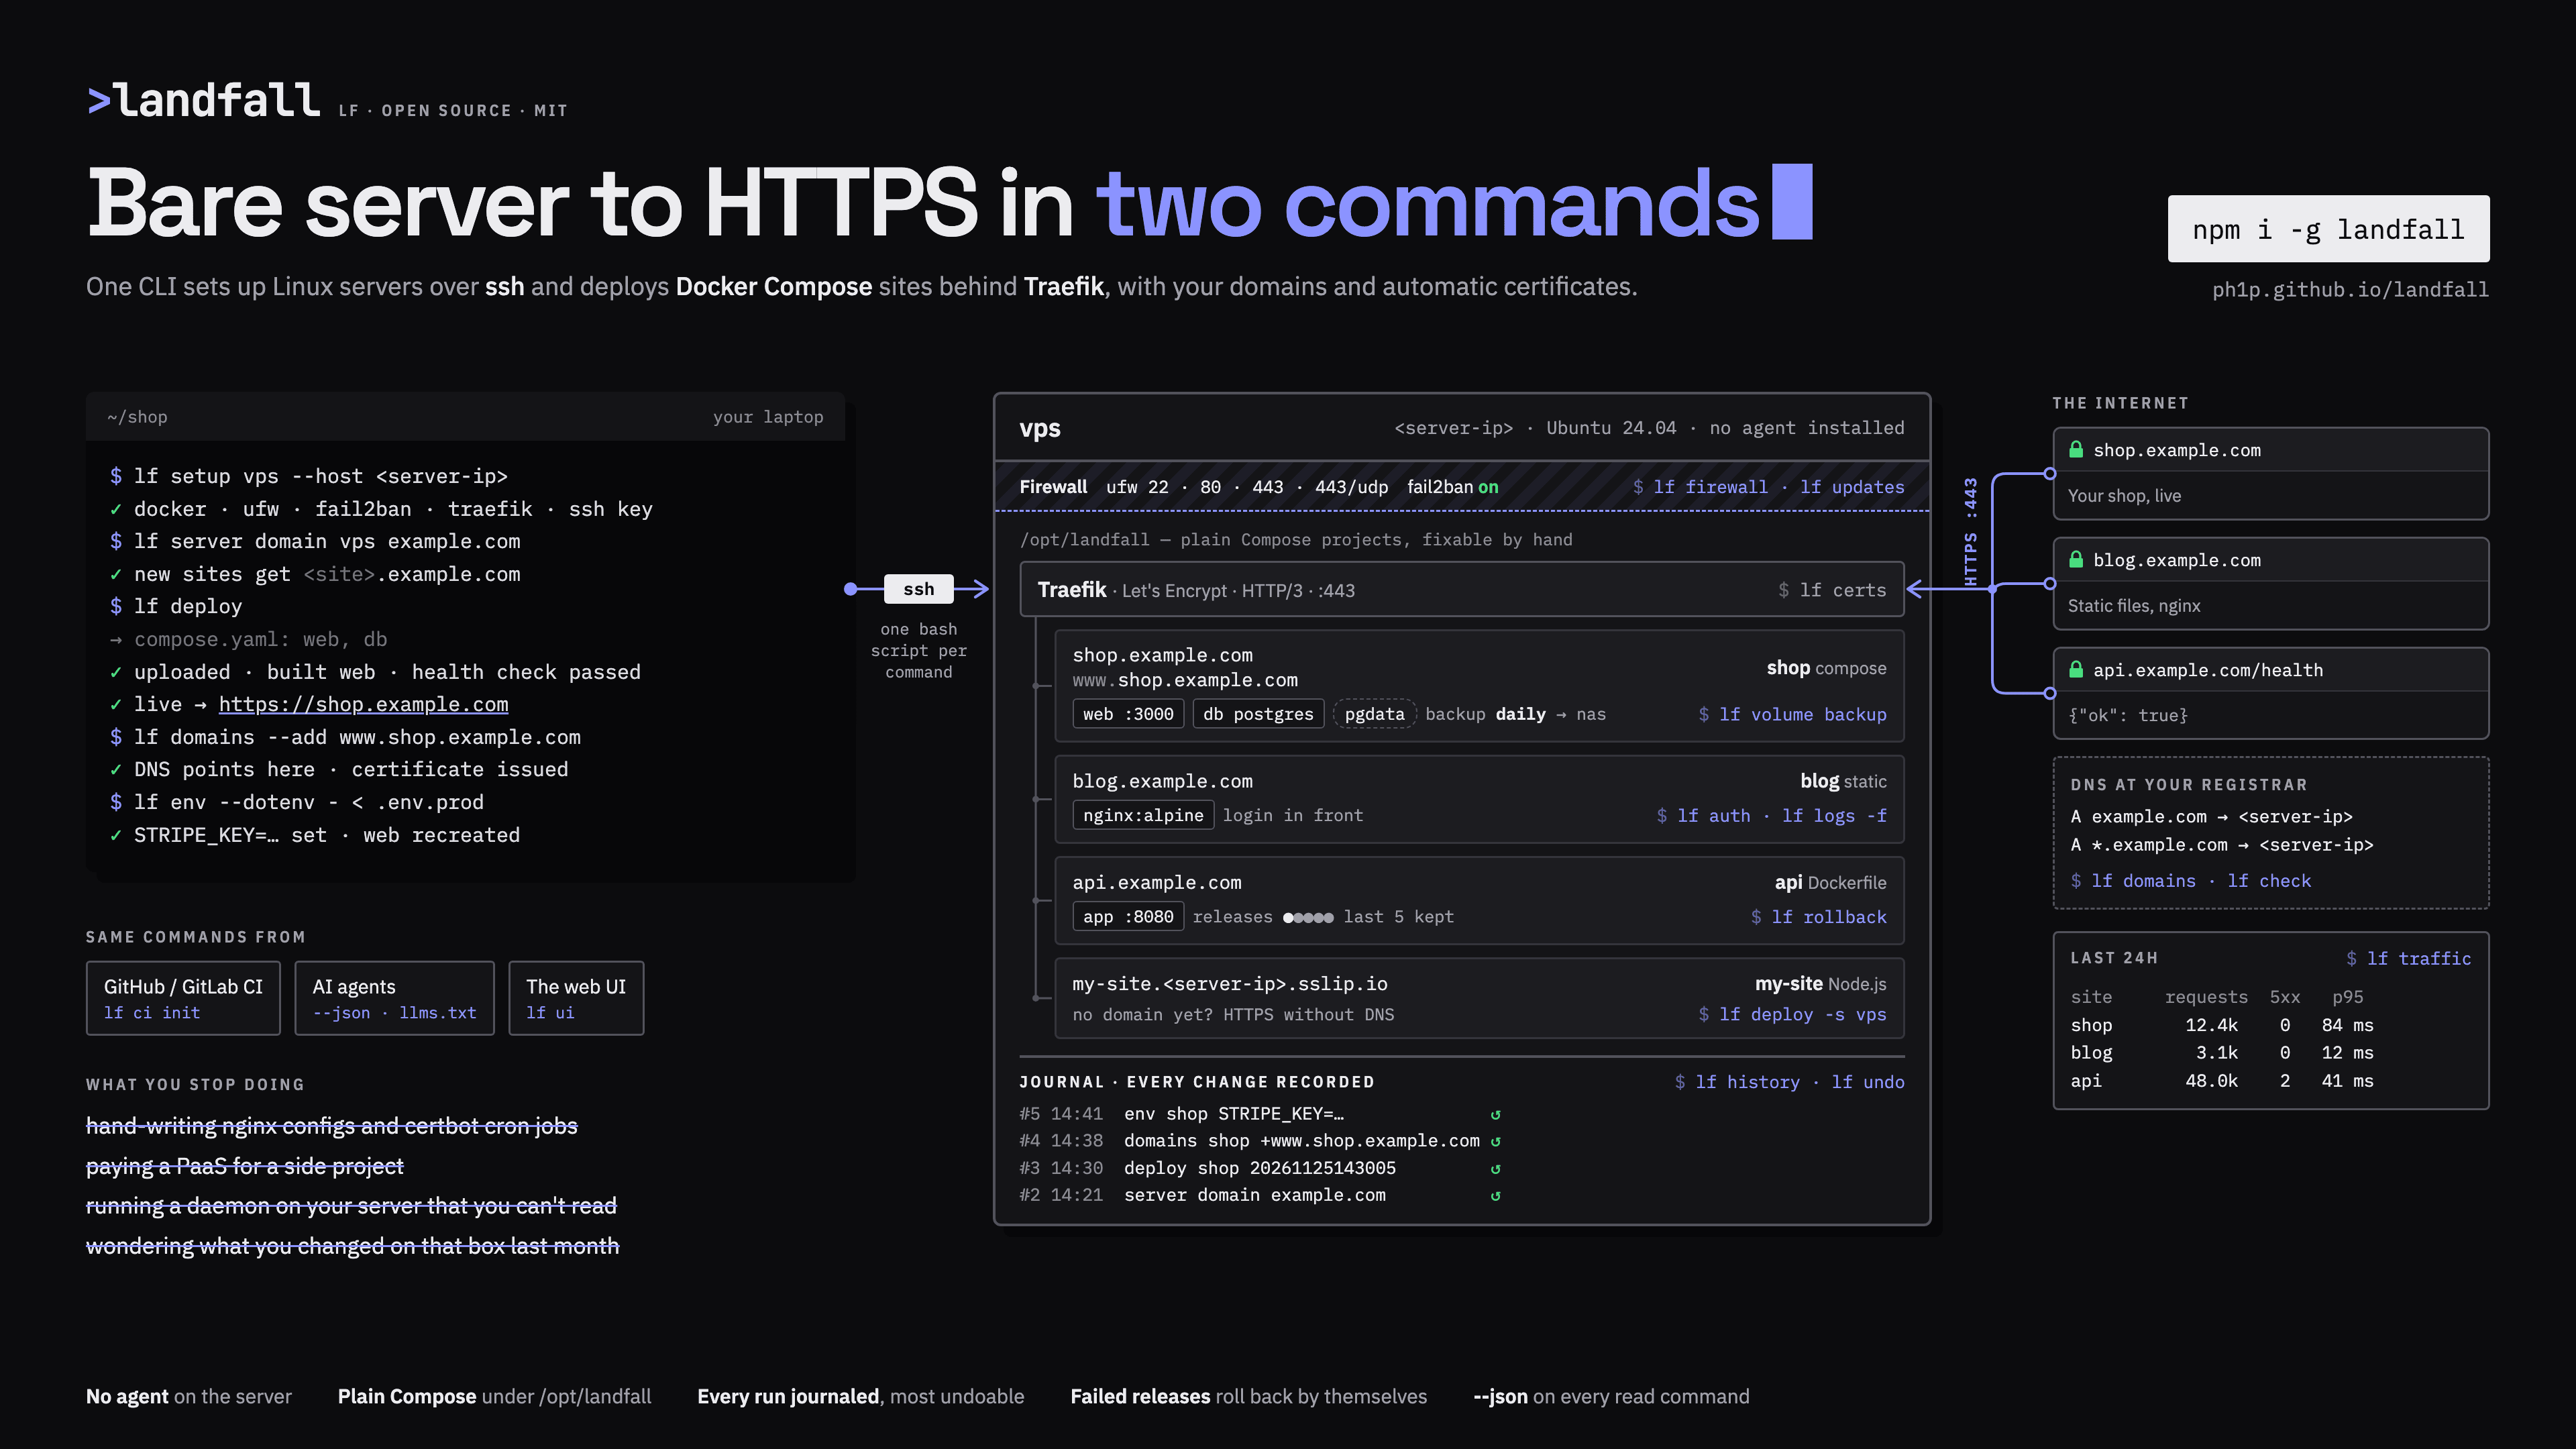 >landfall LF · OPEN SOURCE · MIT
Bare server to HTTPS in two commands
One CLI sets up Linux servers over ssh and deploys Docker Compose sites behind Traefik, with your domains and automatic certificates.
npm i -g landfall
ph1p.github.io/landfall
~/shop your laptop
$ lf setup vps --host <server-ip>
✓ docker · ufw · fail2ban · traefik · ssh key
$ lf server domain vps example.com
✓ new sites get <site>.example.com
$ lf deploy
→ compose.yaml: web, db
✓ uploaded · built web · health check passed
✓ live → https://shop.example.com
$ lf domains --add www.shop.example.com
✓ DNS points here · certificate issued
$ lf env --dotenv - < .env.prod
✓ STRIPE_KEY=… set · web recreated
SAME COMMANDS FROM
GitHub / GitLab CI
lf ci init
AI agents
--json · llms.txt
The web UI
lf ui
WHAT YOU STOP DOING
hand-writing nginx configs and certbot cron jobs
paying a PaaS for a side project
running a daemon on your server that you can't read
wondering what you changed on that box last month
ssh
one bash
script per
command
vps <server-ip> · Ubuntu 24.04 · no agent installed
Firewall ufw 22 · 80 · 443 · 443/udp fail2ban on $ lf firewall · lf updates
/opt/landfall — plain Compose projects, fixable by hand
Traefik · Let's Encrypt · HTTP/3 · :443 $ lf certs
shop.example.com
www.shop.example.com
shop compose
web :3000 db postgres pgdata backup daily → nas $ lf volume backup
blog.example.com blog static
nginx:alpine login in front $ lf auth · lf logs -f
api.example.com api Dockerfile
app :8080 releases last 5 kept $ lf rollback
my-site.<server-ip>.sslip.io my-site Node.js
no domain yet? HTTPS without DNS $ lf deploy -s vps
JOURNAL · EVERY CHANGE RECORDED $ lf history · lf undo
#5 14:41 env shop STRIPE_KEY=… ↺
#4 14:38 domains shop +www.shop.example.com ↺
#3 14:30 deploy shop 20261125143005 ↺
#2 14:21 server domain example.com ↺
HTTPS :443
THE INTERNET
shop.example.com
Your shop, live
blog.example.com
Static files, nginx
api.example.com/health
{"ok": true}
DNS AT YOUR REGISTRAR
A example.com → <server-ip>
A *.example.com → <server-ip>
$ lf domains · lf check
LAST 24H $ lf traffic
site requests 5xx p95
shop 12.4k 0 84 ms
blog 3.1k 0 12 ms
api 48.0k 2 41 ms
No agent on the server Plain Compose under /opt/landfall Every run journaled, most undoable Failed releases roll back by themselves --json on every read command